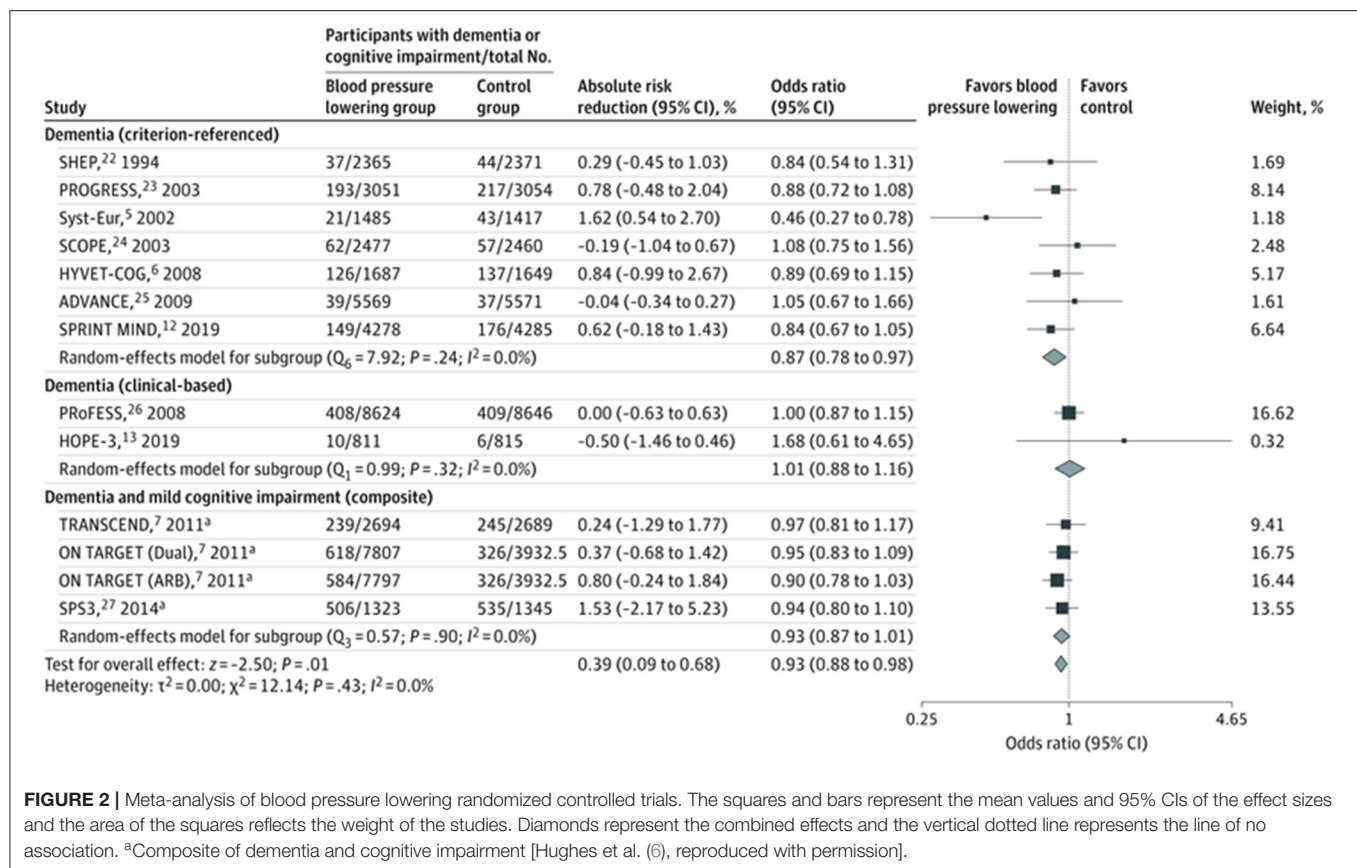 Participants with dementia or
cognitive impairment/total No.
Study Blood pressure lowering group Control group Absolute risk reduction (95% CI), % Odds ratio (95% CI) Favors blood pressure lowering Favors control Weight, %
Dementia (criterion-referenced)
SHEP,22 1994 37/2365 44/2371 0.29 (-0.45 to 1.03) 0.84 (0.54 to 1.31) 1.69
PROGRESS,23 2003 193/3051 217/3054 0.78 (-0.48 to 2.04) 0.88 (0.72 to 1.08) 8.14
Syst-Eur,5 2002 21/1485 43/1417 1.62 (0.54 to 2.70) 0.46 (0.27 to 0.78) 1.18
SCOPE,24 2003 62/2477 57/2460 -0.19 (-1.04 to 0.67) 1.08 (0.75 to 1.56) 2.48
HYVET-COG,6 2008 126/1687 137/1649 0.84 (-0.99 to 2.67) 0.89 (0.69 to 1.15) 5.17
ADVANCE,25 2009 39/5569 37/5571 -0.04 (-0.34 to 0.27) 1.05 (0.67 to 1.66) 1.61
SPRINT MIND,12 2019 149/4278 176/4285 0.62 (-0.18 to 1.43) 0.84 (0.67 to 1.05) 6.64
Random-effects model for subgroup (Q6 = 7.92; P = .24; I2 = 0.0%) 0.87 (0.78 to 0.97)
Dementia (clinical-based)
PRoFESS,26 2008 408/8624 409/8646 0.00 (-0.63 to 0.63) 1.00 (0.87 to 1.15) 16.62
HOPE-3,13 2019 10/811 6/815 -0.50 (-1.46 to 0.46) 1.68 (0.61 to 4.65) 0.32
Random-effects model for subgroup (Q1 = 0.99; P = .32; I2 = 0.0%) 1.01 (0.88 to 1.16)
Dementia and mild cognitive impairment (composite)
TRANSCEND,7 2011a 239/2694 245/2689 0.24 (-1.29 to 1.77) 0.97 (0.81 to 1.17) 9.41
ON TARGET (Dual),7 2011a 618/7807 326/3932.5 0.37 (-0.68 to 1.42) 0.95 (0.83 to 1.09) 16.75
ON TARGET (ARB),7 2011a 584/7797 326/3932.5 0.80 (-0.24 to 1.84) 0.90 (0.78 to 1.03) 16.44
SPS3,27 2014a 506/1323 535/1345 1.53 (-2.17 to 5.23) 0.94 (0.80 to 1.10) 13.55
Random-effects model for subgroup (Q3 = 0.57; P = .90; I2 = 0.0%) 0.93 (0.87 to 1.01)
Test for overall effect: z = -2.50; P = .01 0.39 (0.09 to 0.68) 0.93 (0.88 to 0.98)
Heterogeneity: τ2 = 0.00; χ2 = 12.14; P = .43; I2 = 0.0%
0.25 1 4.65
Odds ratio (95% CI)
FIGURE 2 | Meta-analysis of blood pressure lowering randomized controlled trials. The squares and bars represent the mean values and 95% CIs of the effect sizes
and the area of the squares reflects the weight of the studies. Diamonds represent the combined effects and the vertical dotted line represents the line of no
association. aComposite of dementia and cognitive impairment [Hughes et al. (6), reproduced with permission].